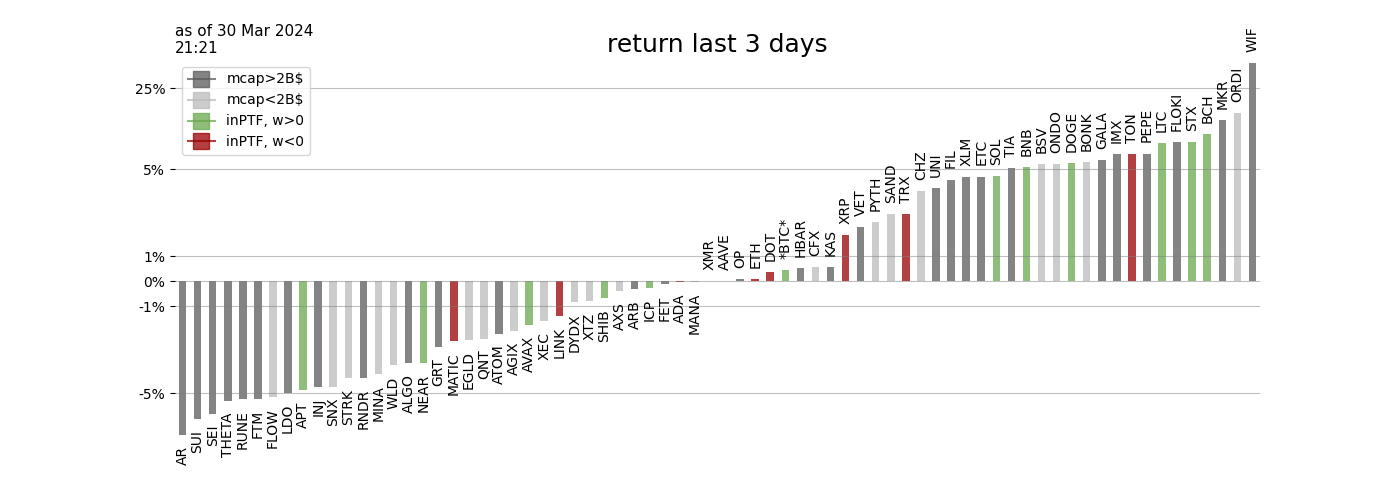 as of 30 Mar 2024
21:21
return last 3 days
mcap>2B$
mcap<2B$
inPTF, w>0
inPTF, w<0
25%
5%
1%
0%
-1%
-5%
AR
SUI
SEI
THETA
RUNE
FTM
FLOW
LDO
APT
INJ
SNX
STRK
RNDR
MINA
WLD
ALGO
NEAR
GRT
MATIC
EGLD
QNT
ATOM
AGIX
AVAX
XEC
LINK
DYDX
XTZ
SHIB
AXS
ARB
ICP
FET
ADA
MANA
XMR
AAVE
OP
ETH
DOT
*BTC*
HBAR
CFX
KAS
XRP
VET
PYTH
SAND
TRX
CHZ
UNI
FIL
XLM
ETC
SOL
TIA
BNB
BSV
ONDO
DOGE
BONK
GALA
IMX
TON
PEPE
LTC
FLOKI
STX
BCH
MKR
ORDI
WIF